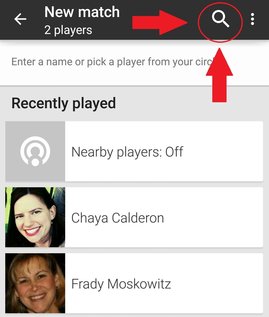 New match
2 players
Enter a name or pick a player from your circ
Recently played
Nearby players: Off
Chaya Calderon
Frady Moskowitz